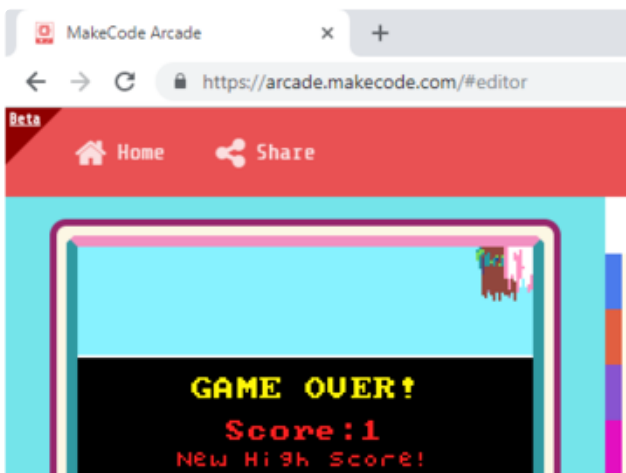 MakeCode Arcade
https://arcade.makecode.com/#editor
Beta
Home Share
GAME OVER!
Score:1
New High Score!